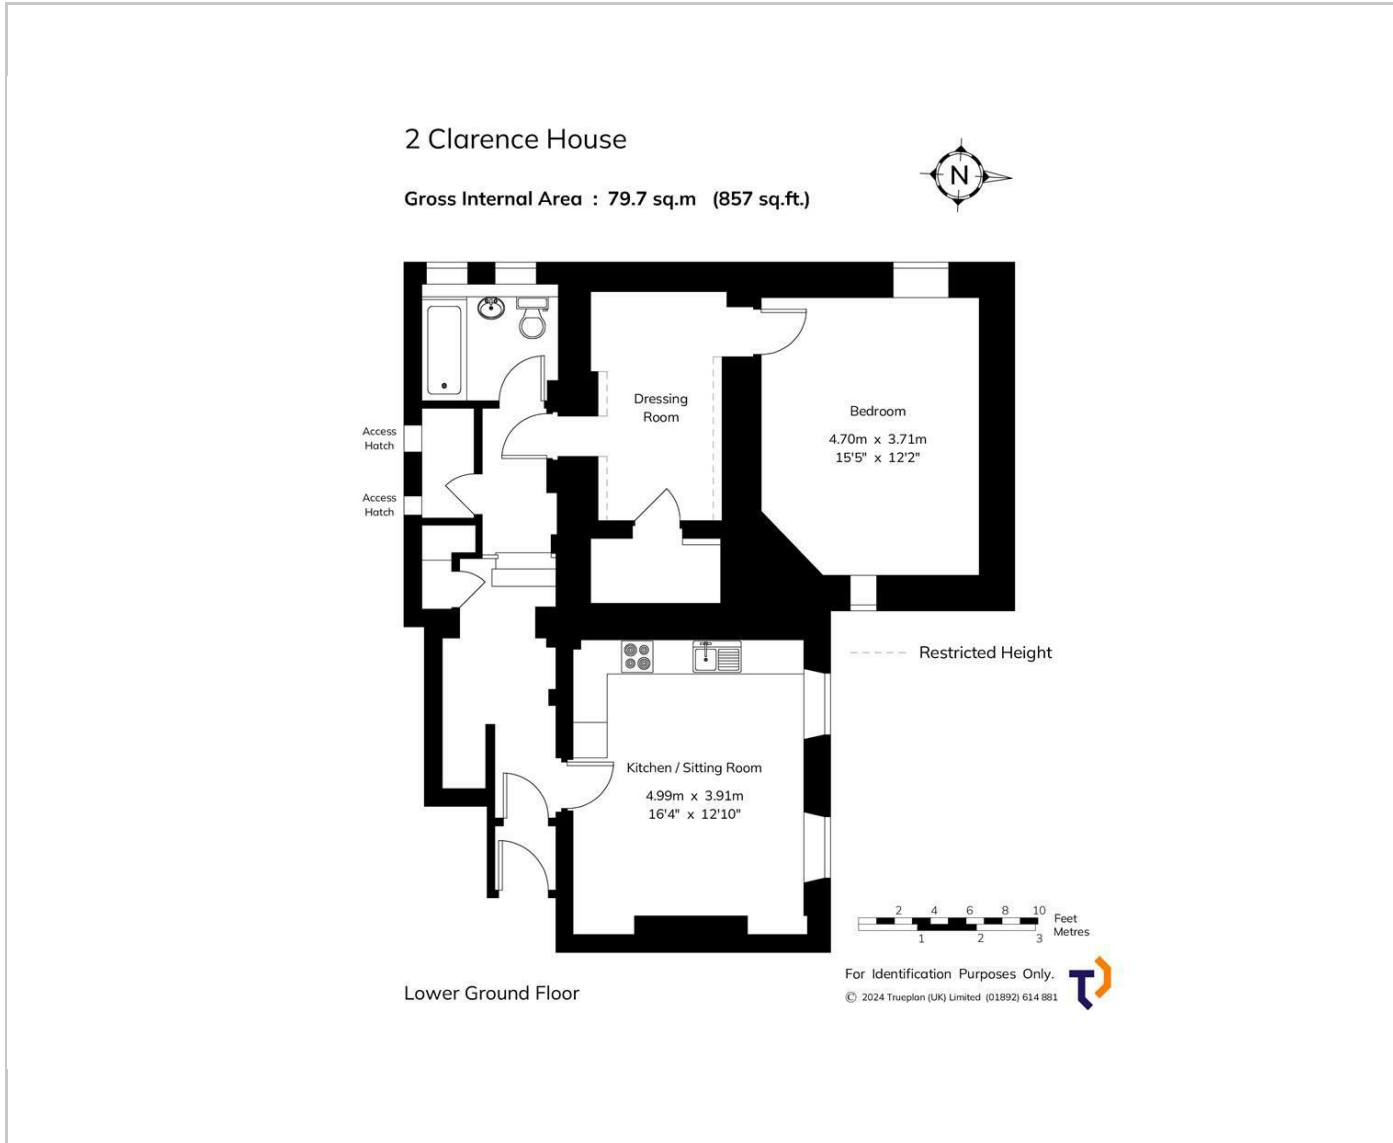 2 Clarence House
N
Gross Internal Area : 79.7 sq.m (857 sq.ft.)
Dressing
Room
Bedroom
4.70m x 3.71m
15'5" x 12'2"
Access
Hatch
Access
Hatch
Restricted Height
Kitchen / Sitting Room
4.99m x 3.91m
16'4" x 12'10"
2 4 6 8 10
Feet
Metres
1 2 3
For Identification Purposes Only.
© 2024 Trueplan (UK) Limited (01892) 614 881
Lower Ground Floor